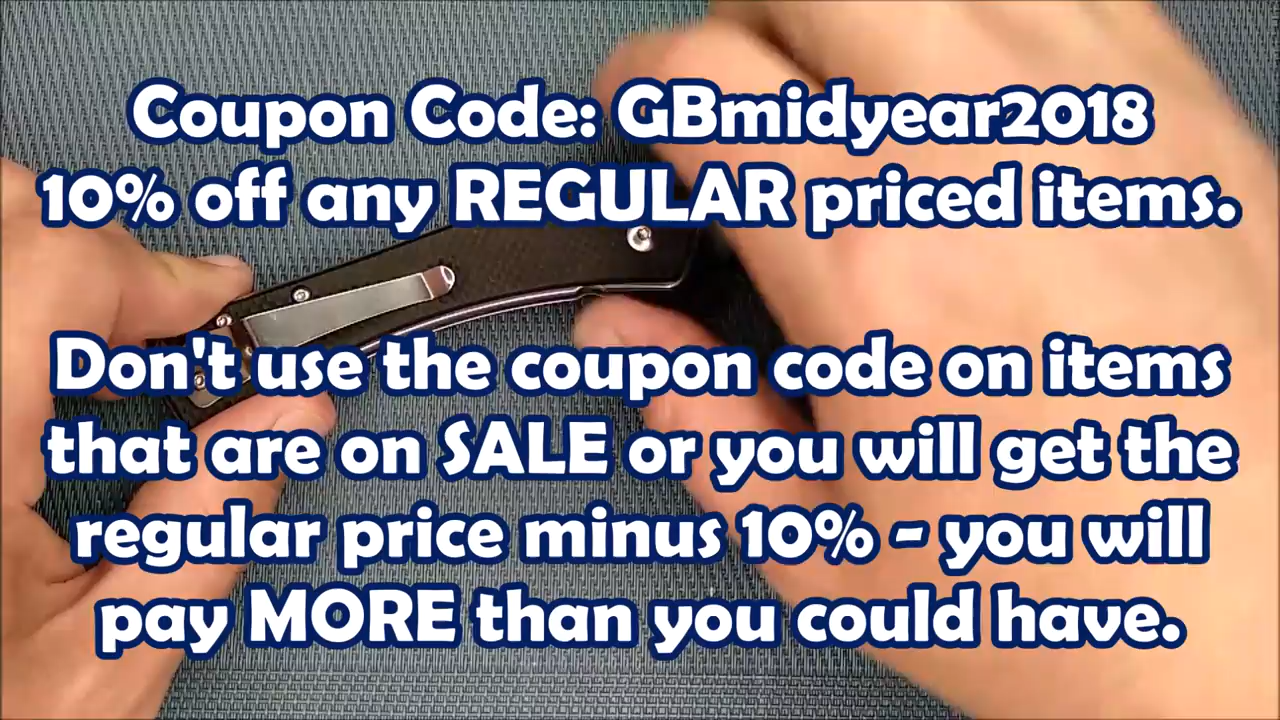 Coupon Code: GBmidyear2018
10% off any REGULAR priced items.
Don't use the coupon code on items
that are on SALE or you will get the
regular price minus 10% - you will
pay MORE than you could have.